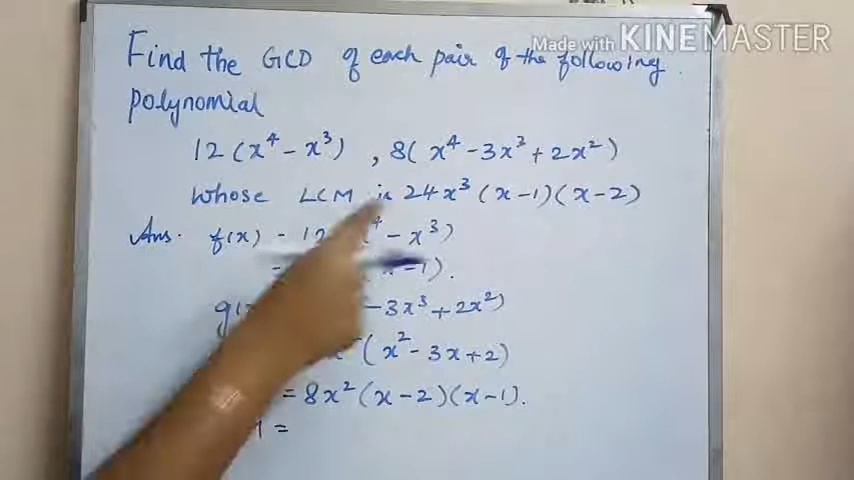 Made with KINEMASTER
Find the GCD of each pair of the following
polynomial
12 (x⁴ - x³) , 8( x⁴ - 3x³ + 2x²)
Whose LCM is 24x³ (x-1)(x-2)
Ans. f(x) - 12 - x³)
= -1).
g(x - 3x³ + 2x²)
(x² - 3x + 2)
= 8x² (x-2)(x-1).
=